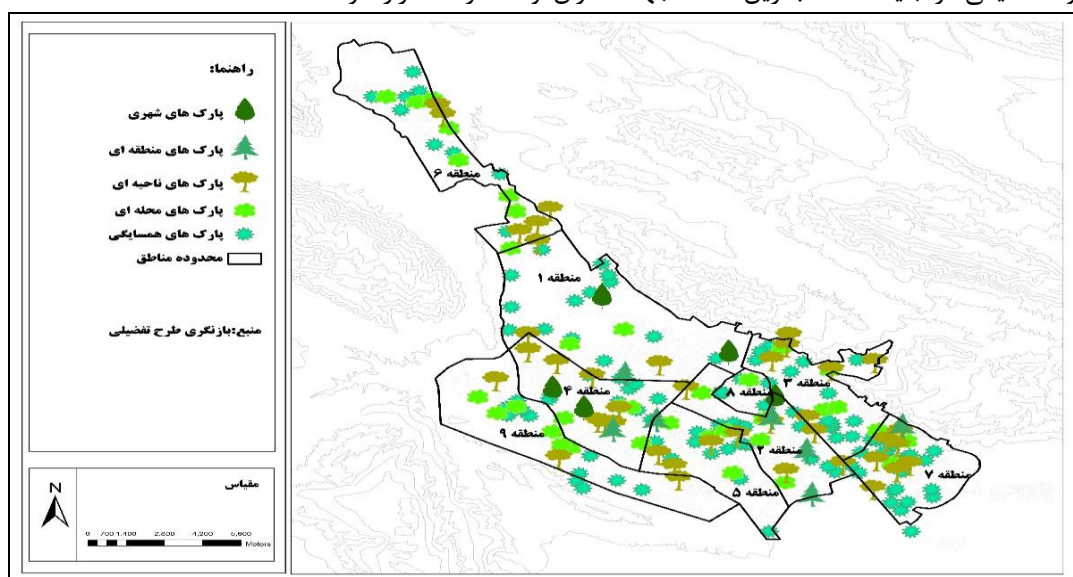 راهنما:
پارک های شهری
پارک های منطقه ای
پارک های ناحیه ای
پارک های محله ای
پارک های همسایگی
محدوده مناطق
منبع:بازنگری طرح تفضیلی
مقیاس
N
0 700 1,400 2,800 4,200 5,600
Motors
منطقه ۶
منطقه ۱
منطقه ۳
منطقه ۸
منطقه ۴
منطقه ۹
منطقه ۲
منطقه ۷
منطقه ۵